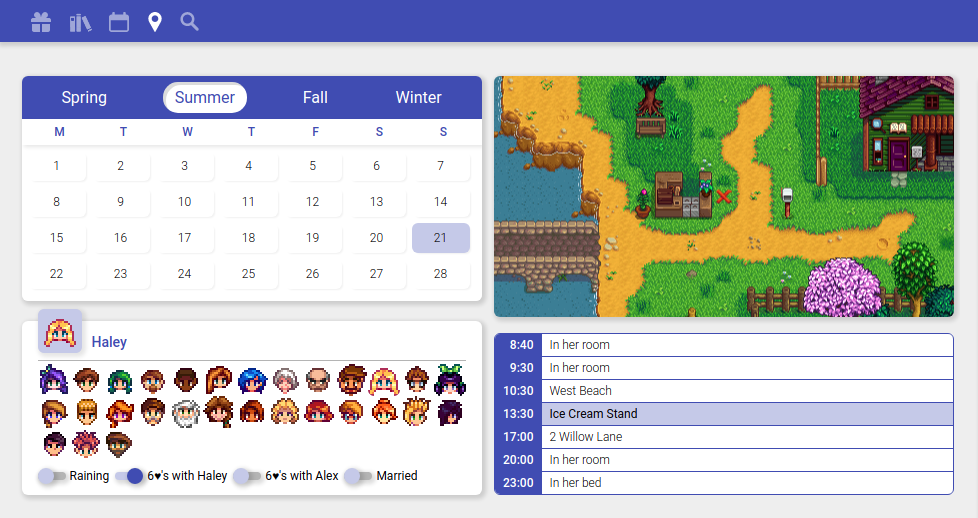 Spring Summer Fall Winter
M T W T F S S
1 2 3 4 5 6 7
8 9 10 11 12 13 14
15 16 17 18 19 20 21
22 23 24 25 26 27 28
Haley
Raining 6♥'s with Haley 6♥'s with Alex Married
8:40 In her room
9:30 In her room
10:30 West Beach
13:30 Ice Cream Stand
17:00 2 Willow Lane
20:00 In her room
23:00 In her bed